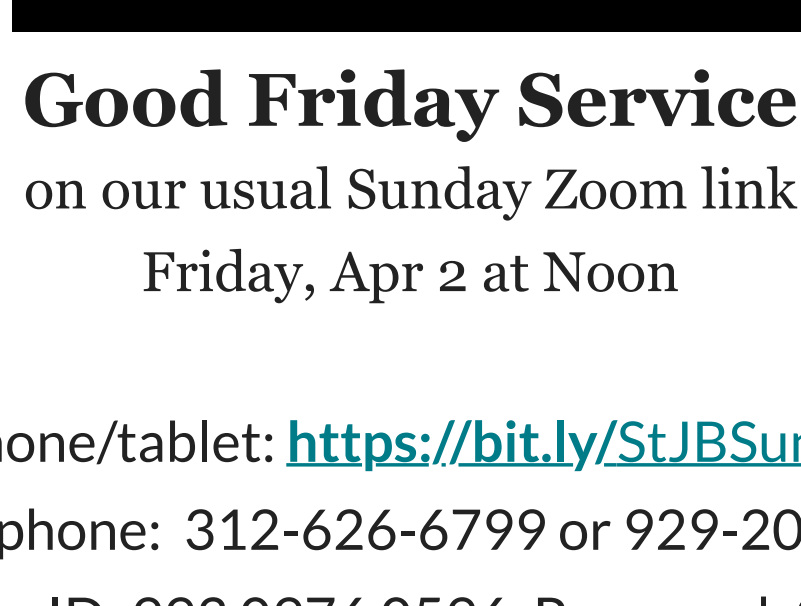 Good Friday Service
on our usual Sunday Zoom link
Friday, Apr 2 at Noon
one/tablet: https://bit.ly/StJBSu
phone: 312-626-6799 or 929-20
ID: